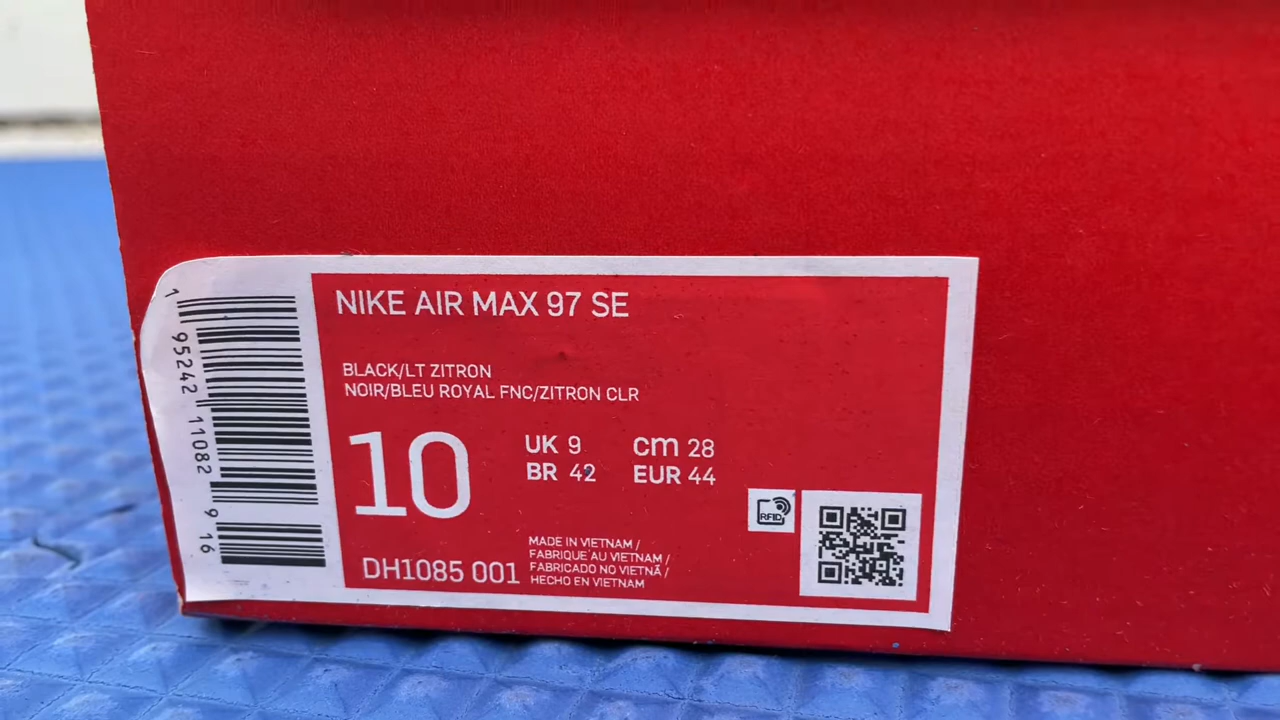 NIKE AIR MAX 97 SE
BLACK/LT ZITRON
NOIR/BLEU ROYAL FNC/ZITRON CLR
10
UK 9 cm 28
BR 42 EUR 44
DH1085 001
MADE IN VIETNAM /
FABRIQUE AU VIETNAM /
FABRICADO NO VIETNÃ /
HECHO EN VIETNAM
RFID
1 95242 11082 9 16